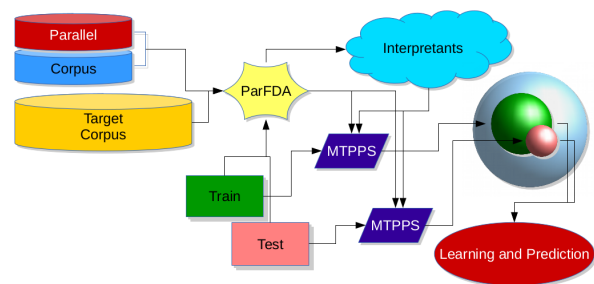 Parallel
Corpus
Target
Corpus
ParFDA
Interpretants
MTPPS
Train
MTPPS
Test
Learning and Prediction